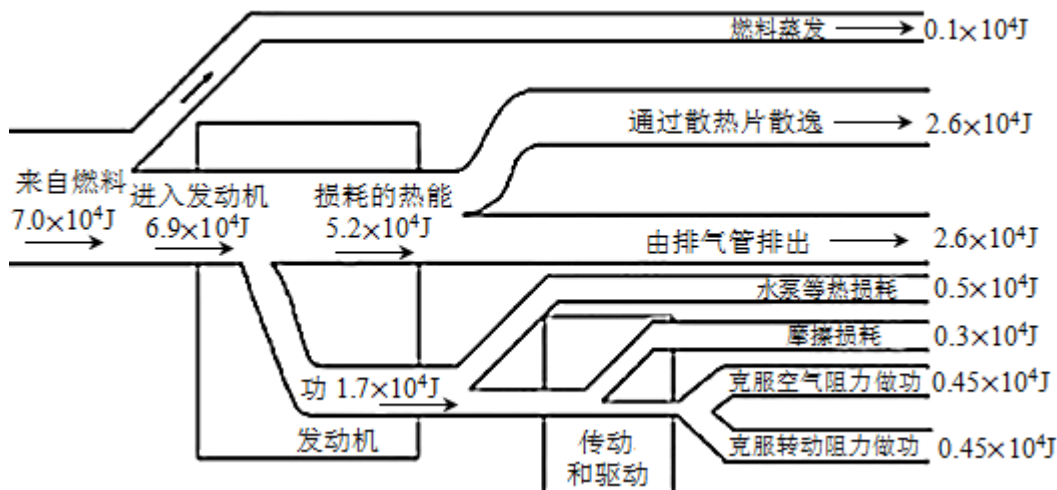 燃料蒸发 0.1×10⁴J
通过散热片散逸 2.6×10⁴J
来自燃料
7.0×10⁴J
进入发动机
6.9×10⁴J
损耗的热能
5.2×10⁴J
由排气管排出 2.6×10⁴J
水泵等热损耗 0.5×10⁴J
摩擦损耗 0.3×10⁴J
功 1.7×10⁴J
克服空气阻力做功 0.45×10⁴J
克服转动阻力做功 0.45×10⁴J
发动机
传动
和驱动